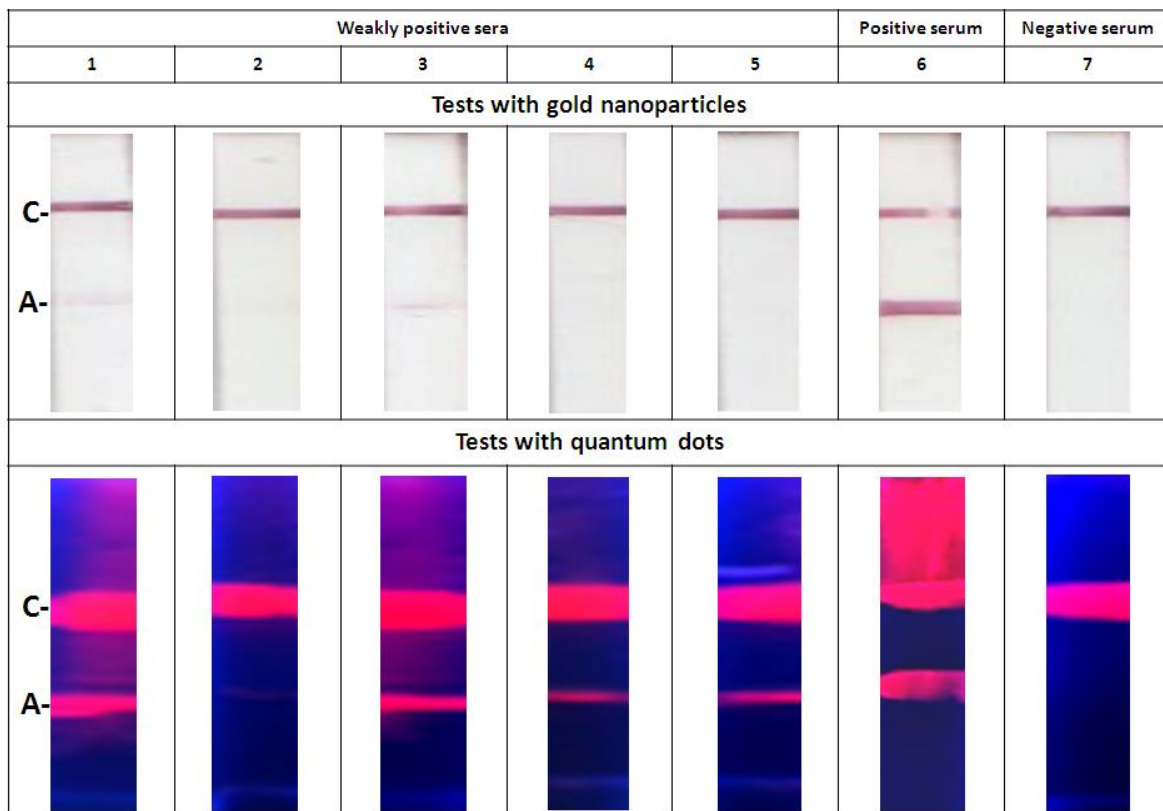 Weakly positive sera Positive serum Negative serum
1 2 3 4 5 6 7
Tests with gold nanoparticles
C-
A-
Tests with quantum dots
C-
A-